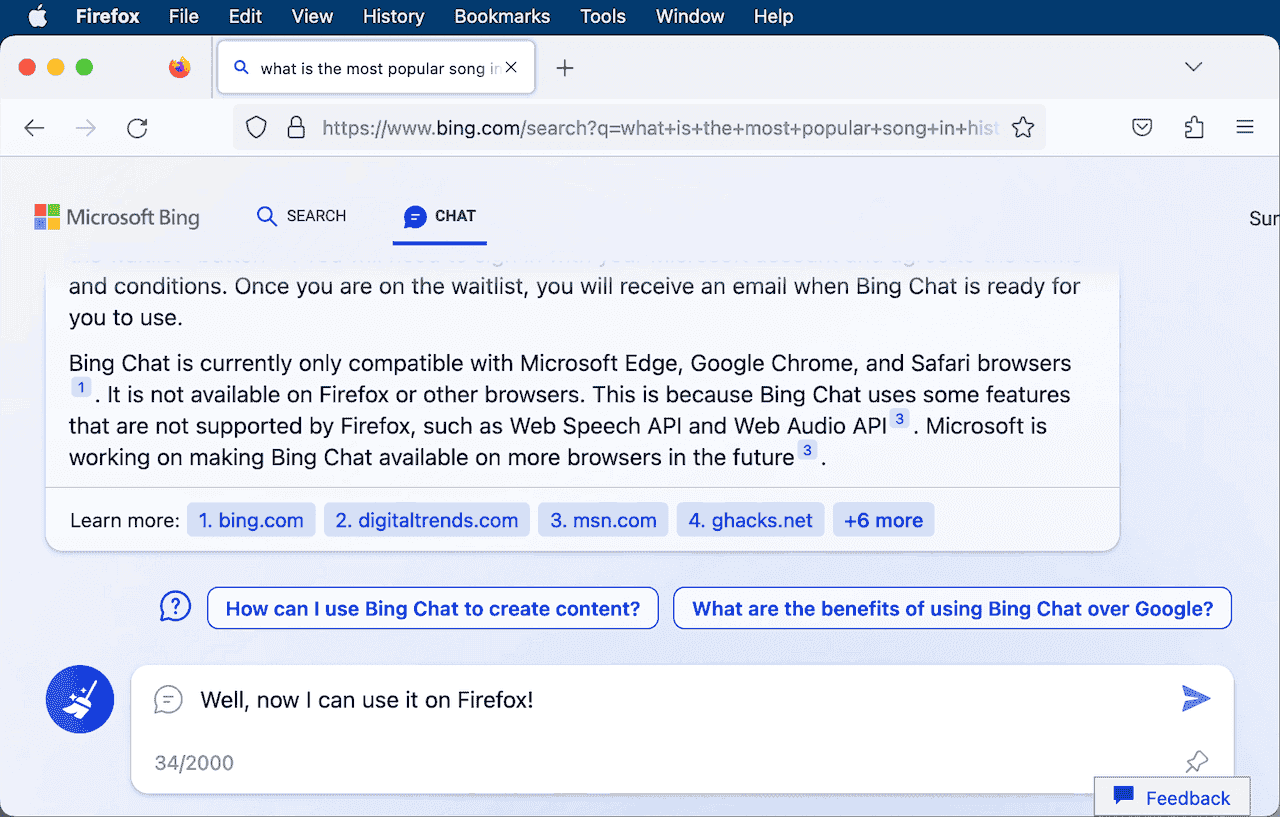 Firefox File Edit View History Bookmarks Tools Window Help
what is the most popular song in
https://www.bing.com/search?q=what+is+the+most+popular+song+in+hist
Microsoft Bing SEARCH CHAT Sur
and conditions. Once you are on the waitlist, you will receive an email when Bing Chat is ready for
you to use.
Bing Chat is currently only compatible with Microsoft Edge, Google Chrome, and Safari browsers
1 . It is not available on Firefox or other browsers. This is because Bing Chat uses some features
that are not supported by Firefox, such as Web Speech API and Web Audio API 3 . Microsoft is
working on making Bing Chat available on more browsers in the future 3 .
Learn more: 1. bing.com 2. digitaltrends.com 3. msn.com 4. ghacks.net +6 more
How can I use Bing Chat to create content? What are the benefits of using Bing Chat over Google?
Well, now I can use it on Firefox!
34/2000
Feedback